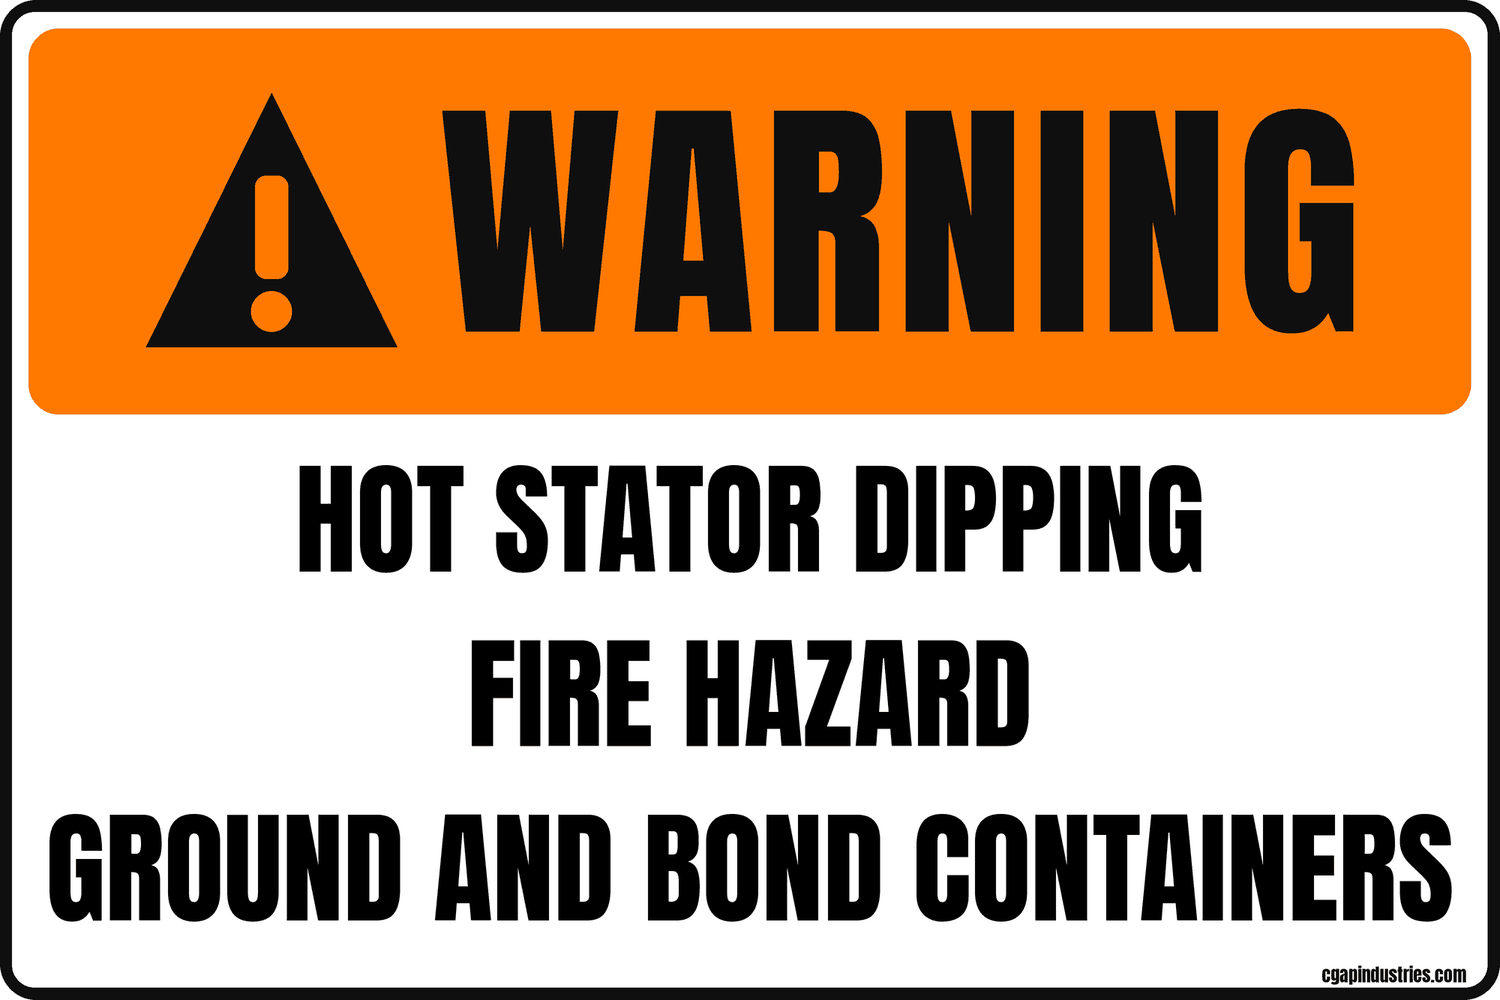 WARNING
HOT STATOR DIPPING
FIRE HAZARD
GROUND AND BOND CONTAINERS
cgapindustries.com